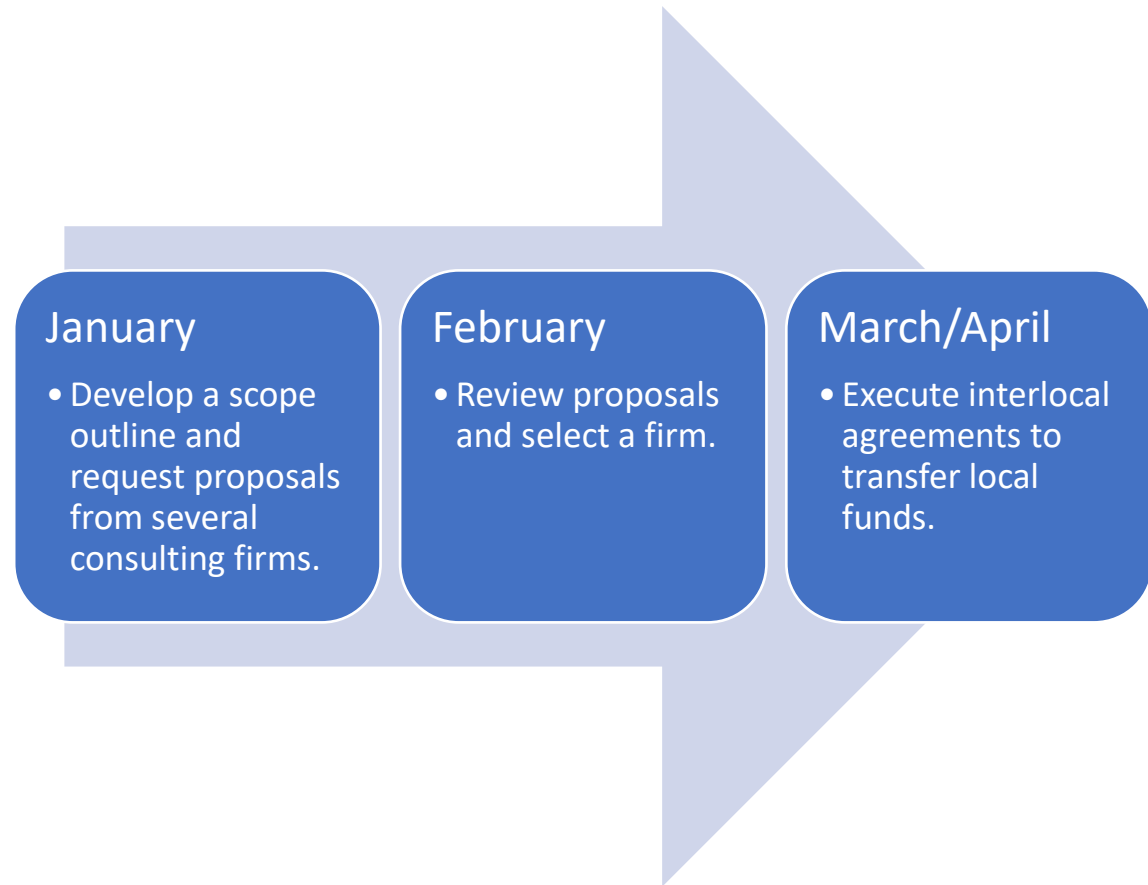 January
• Develop a scope
outline and
request proposals
from several
consulting firms.
February
• Review proposals
and select a firm.
March/April
• Execute interlocal
agreements to
transfer local
funds.